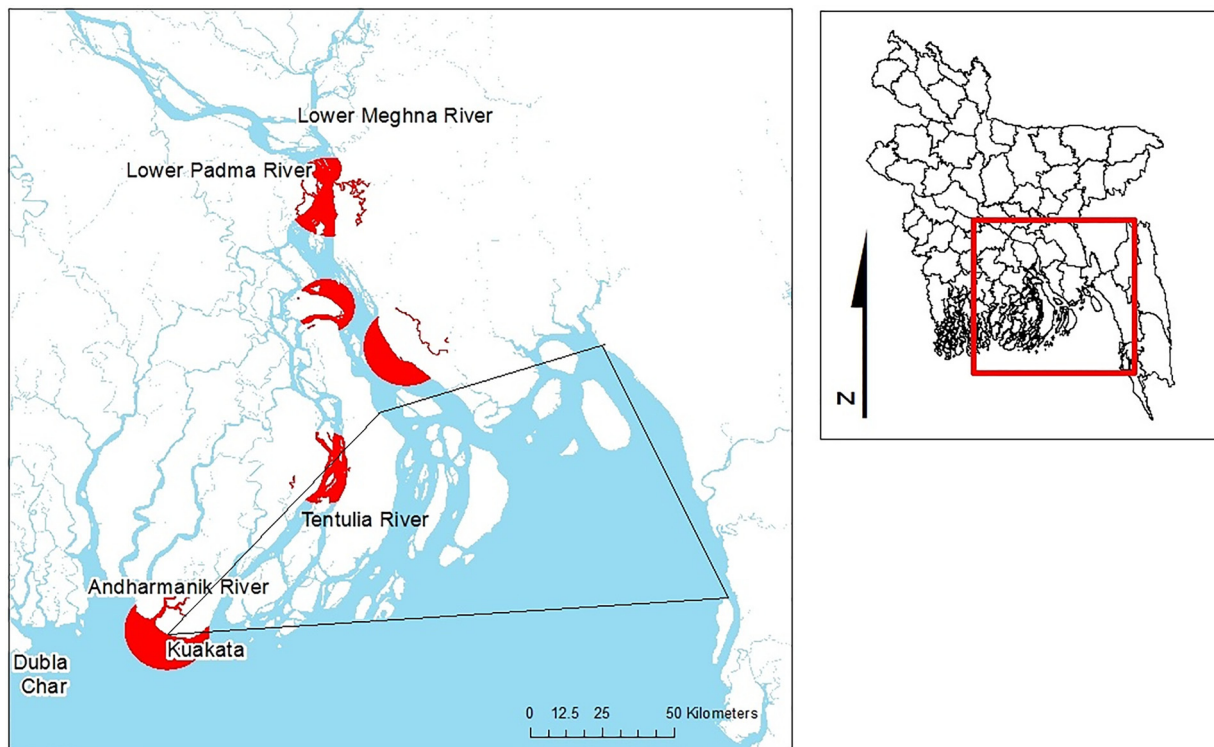 Lower Meghna River
Lower Padma River
Tentulia River
Andharmanik River
Kuakata
Dubla
Char
0 12.5 25 50 Kilometers
N